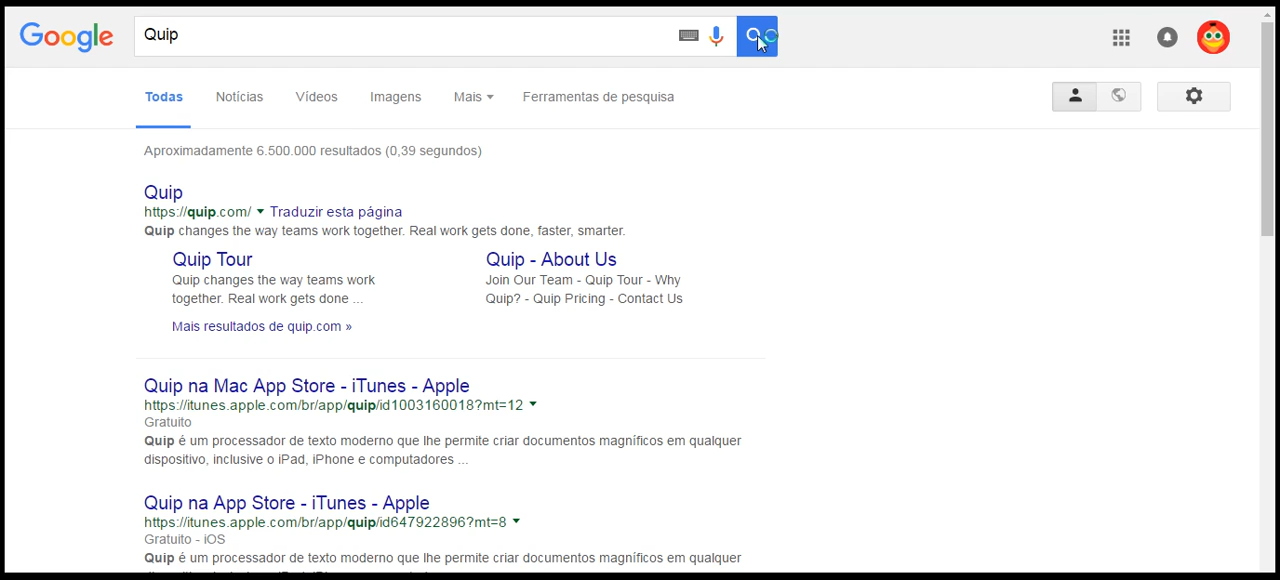 Google Quip
Todas Notícias Vídeos Imagens Mais Ferramentas de pesquisa
Aproximadamente 6.500.000 resultados (0,39 segundos)
Quip
https://quip.com/ Traduzir esta página
Quip changes the way teams work together. Real work gets done, faster, smarter.
Quip Tour
Quip changes the way teams work
together. Real work gets done ...
Quip - About Us
Join Our Team - Quip Tour - Why
Quip? - Quip Pricing - Contact Us
Mais resultados de quip.com »
Quip na Mac App Store - iTunes - Apple
https://itunes.apple.com/br/app/quip/id1003160018?mt=12
Gratuito
Quip é um processador de texto moderno que lhe permite criar documentos magníficos em qualquer
dispositivo, inclusive o iPad, iPhone e computadores ...
Quip na App Store - iTunes - Apple
https://itunes.apple.com/br/app/quip/id647922896?mt=8
Gratuito - iOS
Quip é um processador de texto moderno que lhe permite criar documentos magníficos em qualquer